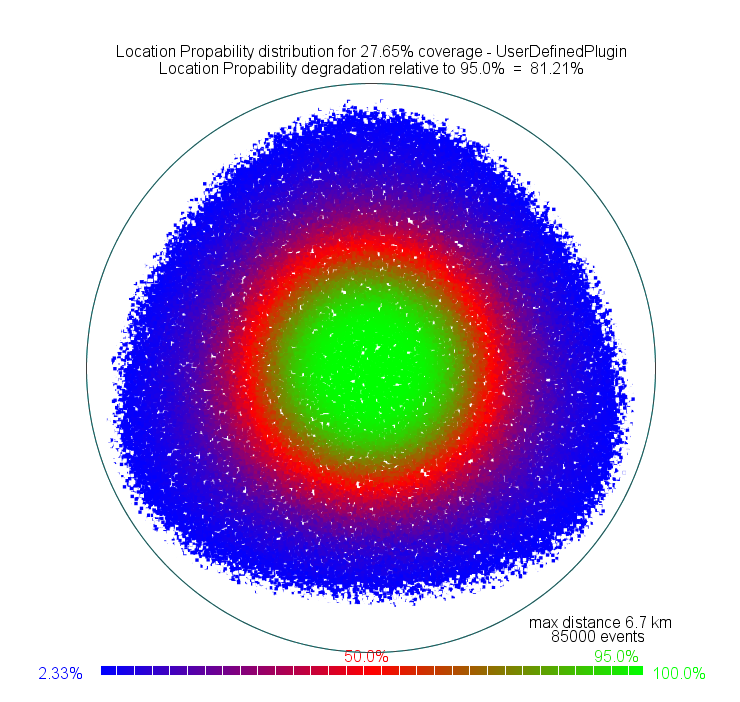 Location Propability distribution for 27.65% coverage - UserDefinedPlugin
Location Propability degradation relative to 95.0% = 81.21%
max distance 6.7 km
85000 events
50.0%
95.0%
2.33%
100.0%